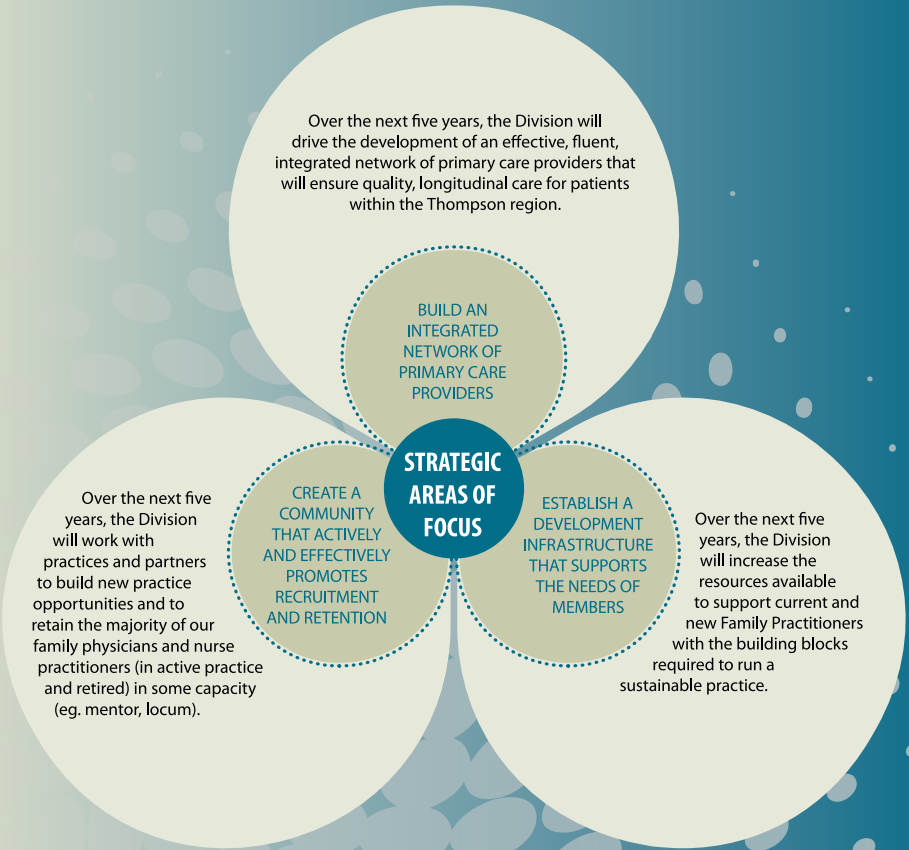 Over the next five years, the Division will
drive the development of an effective, fluent,
integrated network of primary care providers that
will ensure quality, longitudinal care for patients
within the Thompson region.
BUILD AN
INTEGRATED
NETWORK OF
PRIMARY CARE
PROVIDERS
STRATEGIC
AREAS OF
FOCUS
Over the next five
years, the Division
will work with
practices and partners
to build new practice
opportunities and to
retain the majority of our
family physicians and nurse
practitioners (in active practice
and retired) in some capacity
(eg. mentor, locum).
CREATE A
COMMUNITY
THAT ACTIVELY
AND EFFECTIVELY
PROMOTES
RECRUITMENT
AND RETENTION
ESTABLISH A
DEVELOPMENT
INFRASTRUCTURE
THAT SUPPORTS
THE NEEDS OF
MEMBERS
Over the next five
years, the Division
will increase the
resources available
to support current and
new Family Practitioners
with the building blocks
required to run a
sustainable practice.